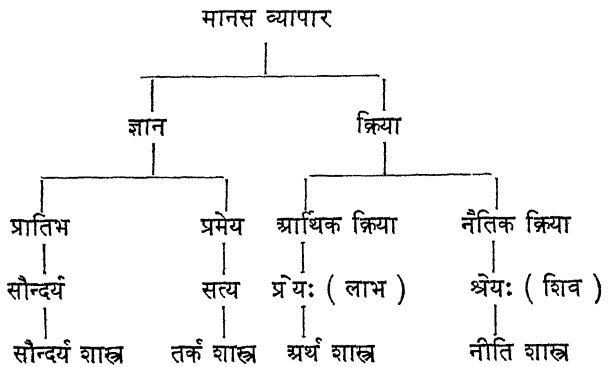 मानस व्यापार
ज्ञान क्रिया
प्रातिभ प्रमेय आर्थिक क्रिया नैतिक क्रिया
सौन्दर्य सत्य प्रेयः ( लाभ ) श्रेयः ( शिव )
सौन्दर्य शास्त्र तर्क शास्त्र अर्थ शास्त्र नीति शास्त्र